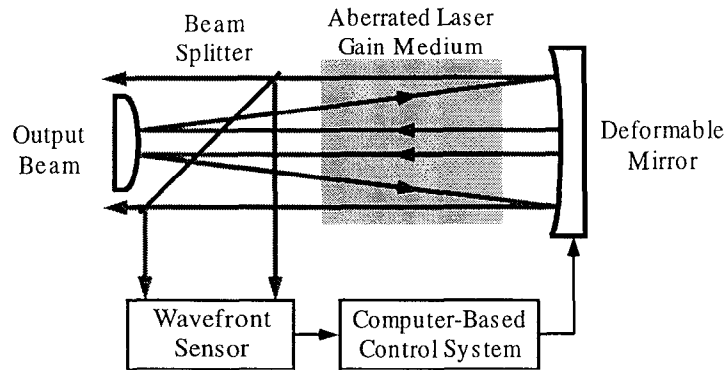 Beam
Splitter
Aberrated Laser
Gain Medium
Output
Beam
Deformable
Mirror
Wavefront
Sensor
Computer-Based
Control System